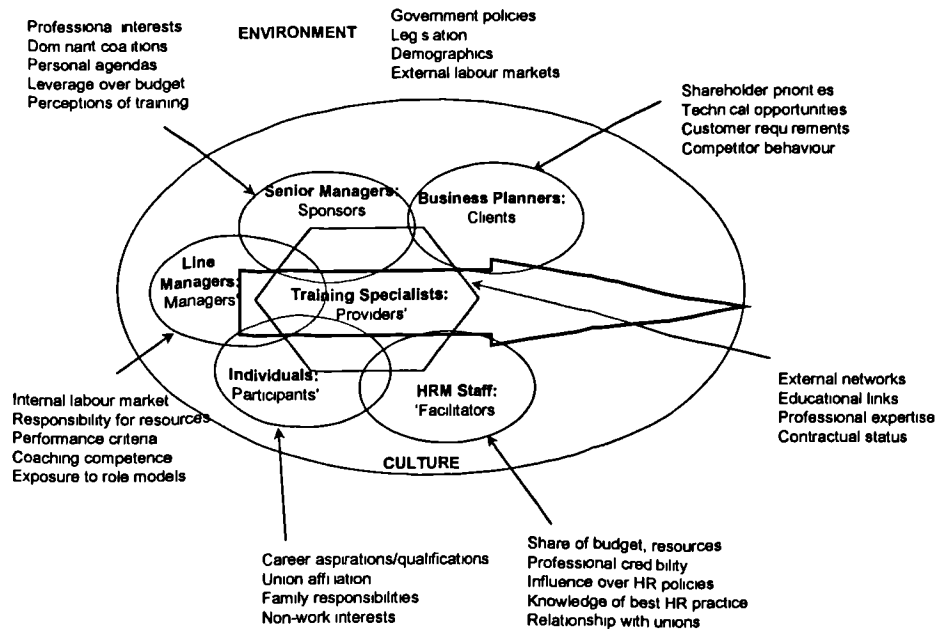 Professiona interests
Dom nant coa itions
Personal agendas
Leverage over budget
Perceptions of training
ENVIRONMENT
Government policies
Leg s ation
Demographics
External labour markets
Shareholder priorit es
Techn cal opportunities
Customer requ rements
Competitor behaviour
Senior Managers:
Sponsors
Business Planners:
Clients
Line
Managers:
Managers'
Training Specialists:
Providers'
Individuals:
Participants'
HRM Staff:
'Facilitators
CULTURE
Internal labour market
Responsibility for resources
Performance criteria
Coaching competence
Exposure to role models
External networks
Educational links
Professional expertise
Contractual status
Career aspirations/qualifications
Union aff iation
Family responsibilities
Non-work interests
Share of budget, resources
Professional cred bility
Influence over HR policies
Knowledge of best HR practice
Relationship with unions